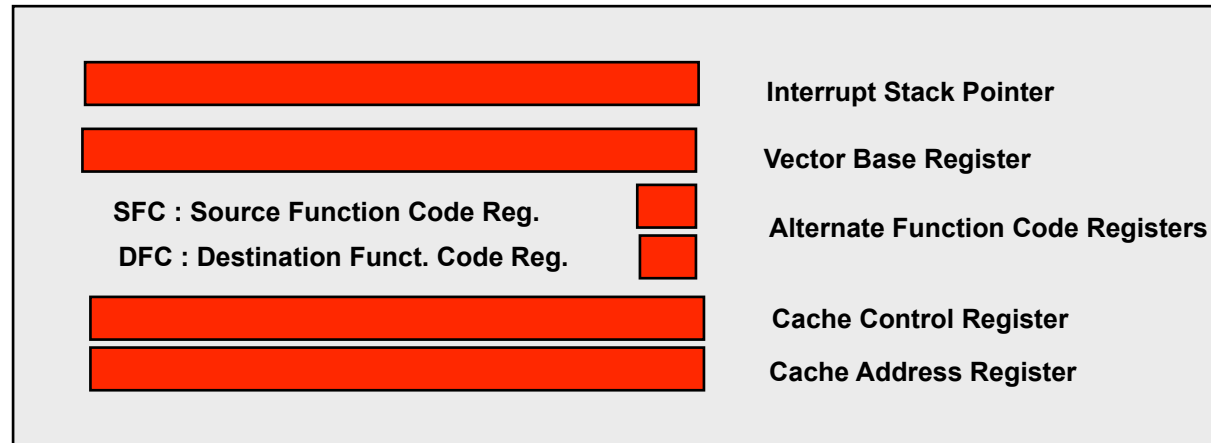 Interrupt Stack Pointer
Vector Base Register
SFC : Source Function Code Reg.
Alternate Function Code Registers
DFC : Destination Funct. Code Reg.
Cache Control Register
Cache Address Register